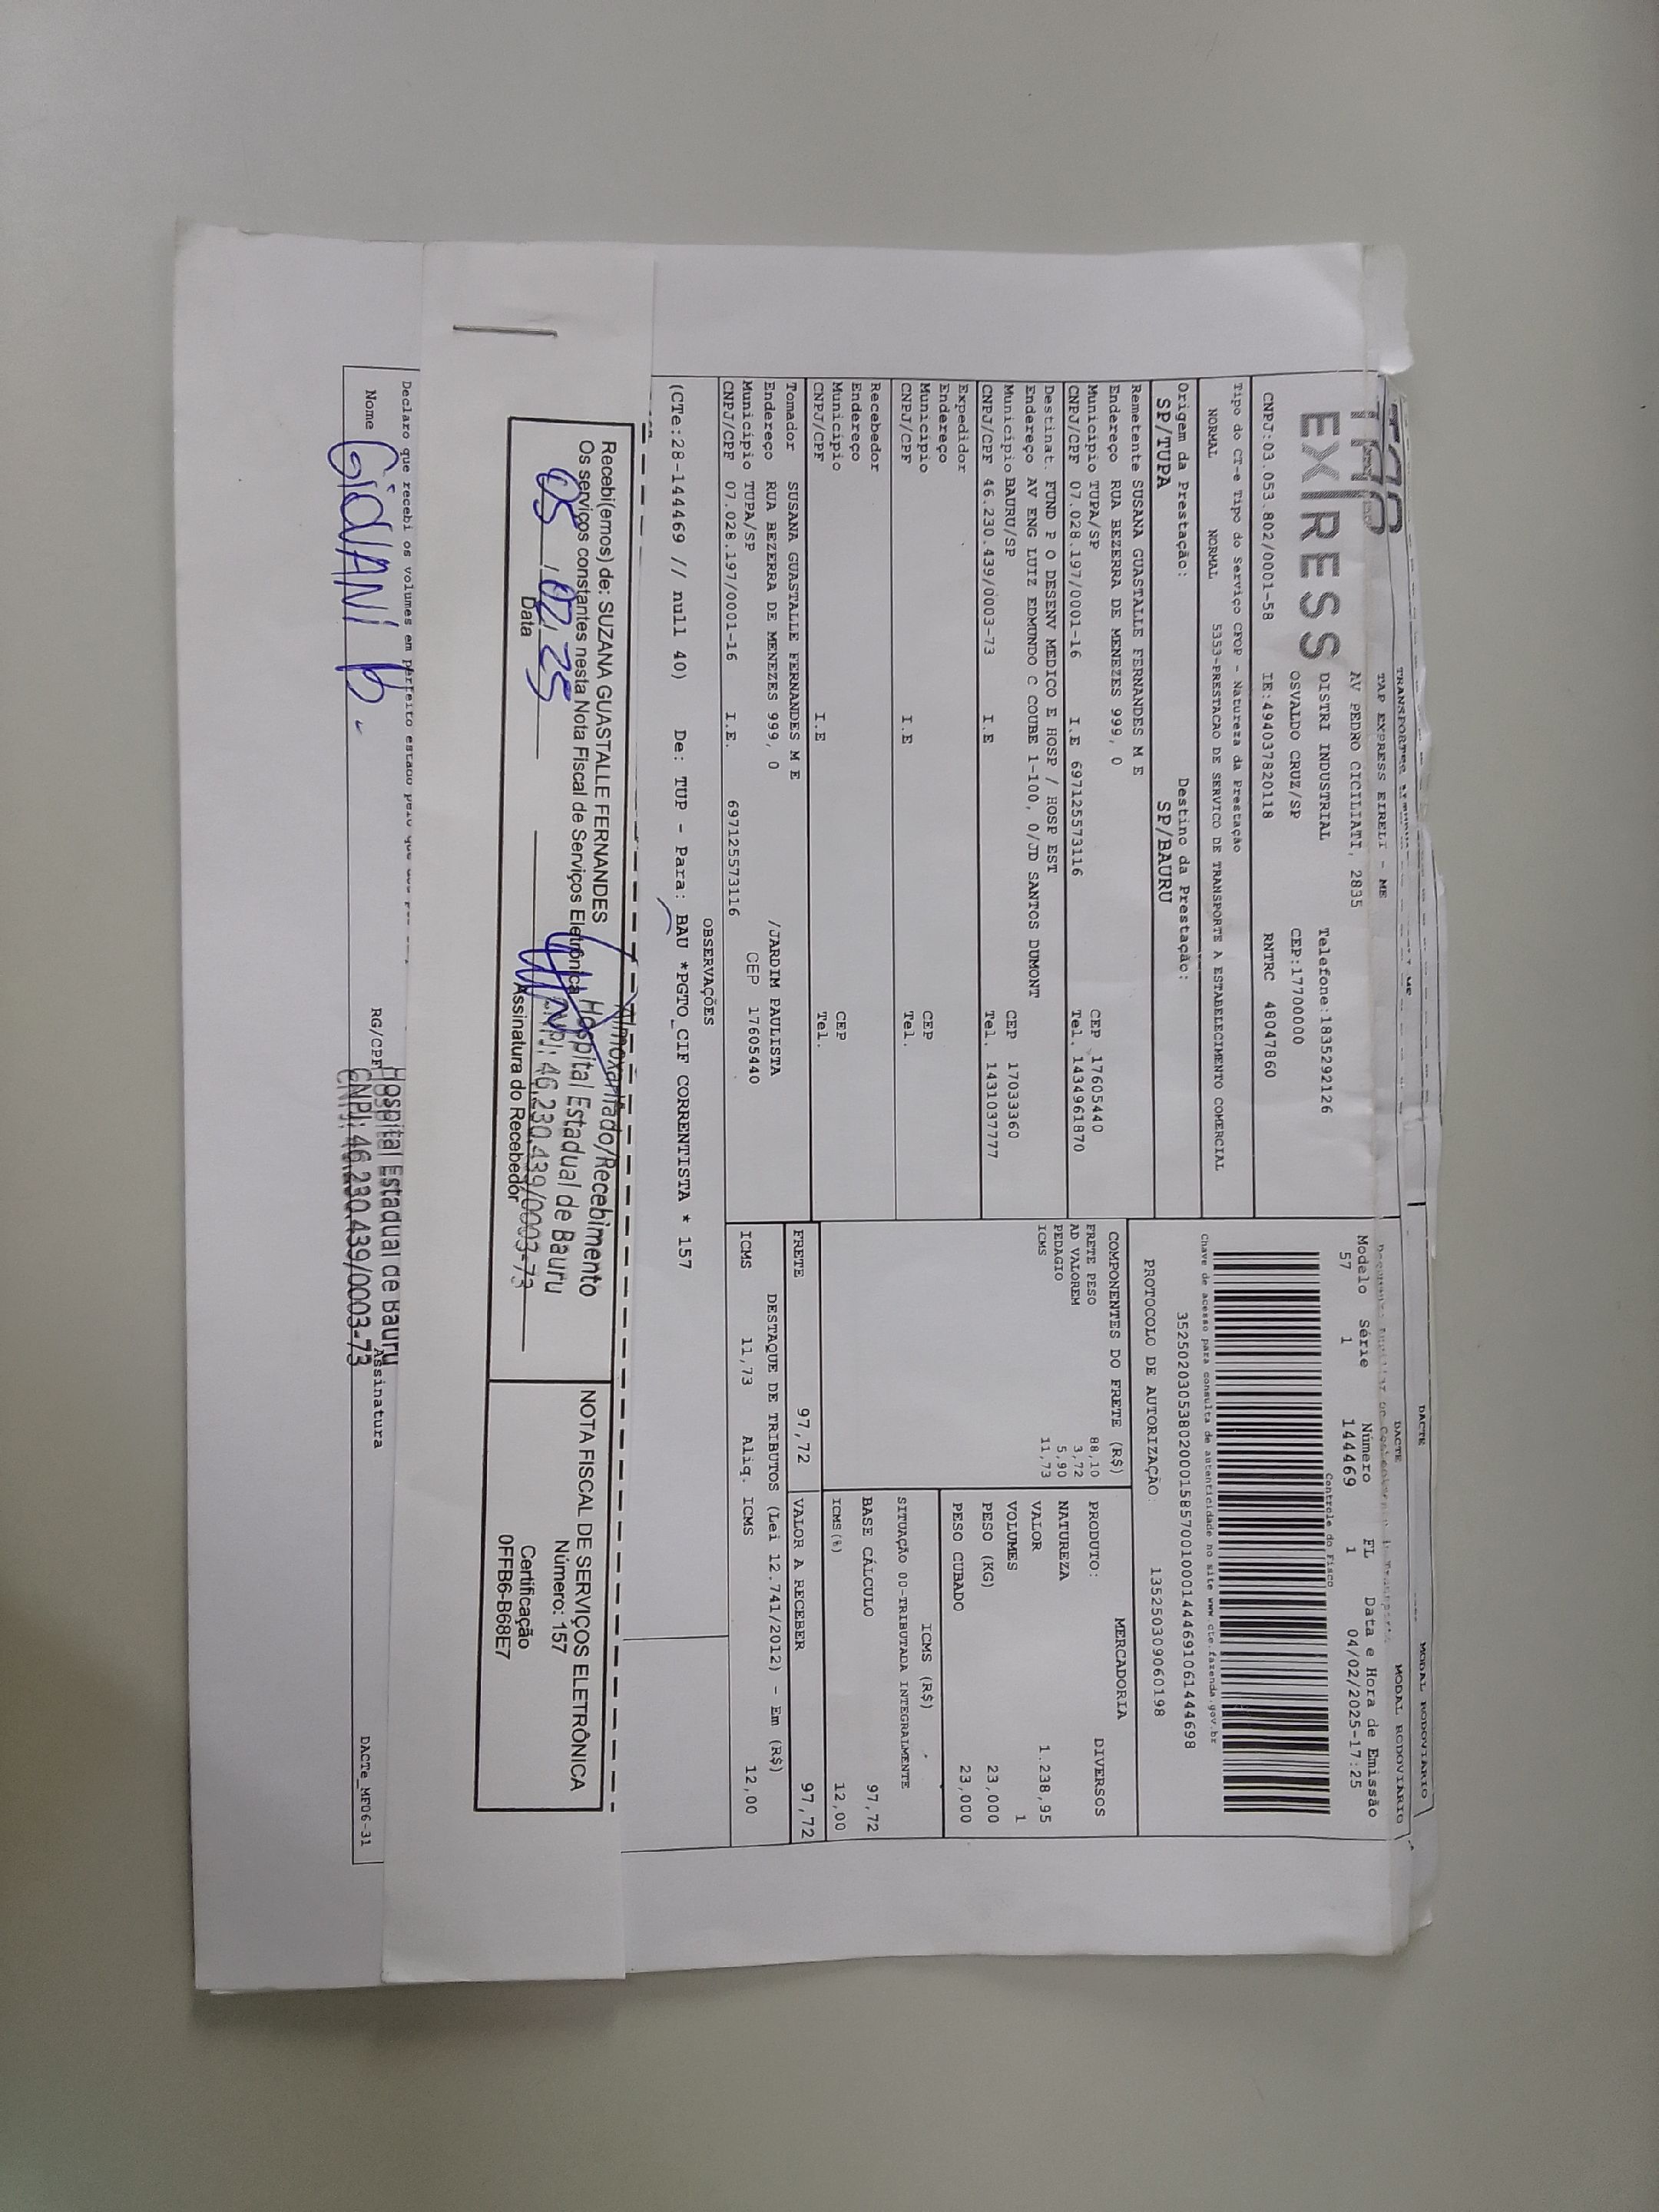 DACTE MODAL RODOVIÁRIO
DACTE MODAL RODOVIÁRIO
TAP
EXPRESS
TAP EXPRESS EIRELI - ME
AV PEDRO CICILIATI, 2835
DISTRI INDUSTRIAL Telefone:1835292126
OSVALDO CRUZ/SP CEP:17700000
CNPJ:03.053.802/0001-58 IE:494037820118 RNTRC 48047860
Modelo Série Número FL Data e Hora de Emissão
57 1 144469 1 04/02/2025-17:25
Controle do Fisco
Chave de acesso para consulta de autenticidade no site www.cte.fazenda.gov.br
35250203053802000158570010001444691061444698
PROTOCOLO DE AUTORIZAÇÃO: 135250309060198
Tipo do CT-e Tipo do Serviço CFOP - Natureza da Prestação
NORMAL NORMAL 5353-PRESTACAO DE SERVICO DE TRANSPORTE A ESTABELECIMENTO COMERCIAL
Origem da Prestação: Destino da Prestação:
SP/TUPA SP/BAURU
Remetente SUSANA GUASTALLE FERNANDES M E
Endereço RUA BEZERRA DE MENEZES 999, 0
Município TUPA/SP CEP 17605440
CNPJ/CPF 07.028.197/0001-16 I.E 697125573116 Tel. 1434961870
Destinat. FUND P O DESENV MEDICO E HOSP / HOSP EST
Endereço AV ENG LUIZ EDMUNDO C COUBE 1-100, 0/JD SANTOS DUMONT
Município BAURU/SP CEP 17033360
CNPJ/CPF 46.230.439/0003-73 I.E Tel. 1431037777
Expedidor
Endereço
Município CEP
CNPJ/CPF I.E Tel.
Recebedor
Endereço
Município CEP
CNPJ/CPF I.E Tel.
Tomador SUSANA GUASTALLE FERNANDES M E
Endereço RUA BEZERRA DE MENEZES 999, 0 /JARDIM PAULISTA
Município TUPA/SP CEP 17605440
CNPJ/CPF 07.028.197/0001-16 I.E. 697125573116
COMPONENTES DO FRETE (R$)
FRETE PESO 88,10
AD VALOREM 3,72
PEDAGIO 5,90
ICMS 11,73
MERCADORIA
PRODUTO: DIVERSOS
NATUREZA
VALOR 1.238,95
VOLUMES 1
PESO (KG) 23,000
PESO CUBADO 23,000
ICMS (R$)
SITUAÇÃO 00-TRIBUTADA INTEGRALMENTE
BASE CÁLCULO 97,72
ICMS(%) 12,00
FRETE 97,72 VALOR A RECEBER 97,72
DESTAQUE DE TRIBUTOS (Lei 12.741/2012) - Em (R$)
ICMS 11,73 Aliq. ICMS 12,00
OBSERVAÇÕES
(CTe:28-144469 // null 40) De: TUP - Para: BAU *PGTO_CIF CORRENTISTA * 157
Recebi(emos) de: SUZANA GUASTALLE FERNANDES
Os serviços constantes nesta Nota Fiscal de Serviços Eletrônica
05 / 02 / 25
Data Assinatura do Recebedor
Almoxarifado/Recebimento
Hospital Estadual de Bauru
CNPJ: 46.230.439/0003-73
NOTA FISCAL DE SERVIÇOS ELETRÔNICA
Número: 157
Certificação
0FFB6-B68E7
Declaro que recebi os volumes em perfeito estado pelo que
Nome GiOVANI B. RG/CPF Assinatura
Hospital Estadual de Bauru
CNPJ: 46.230.439/0003-73
DACTe_MF06-31